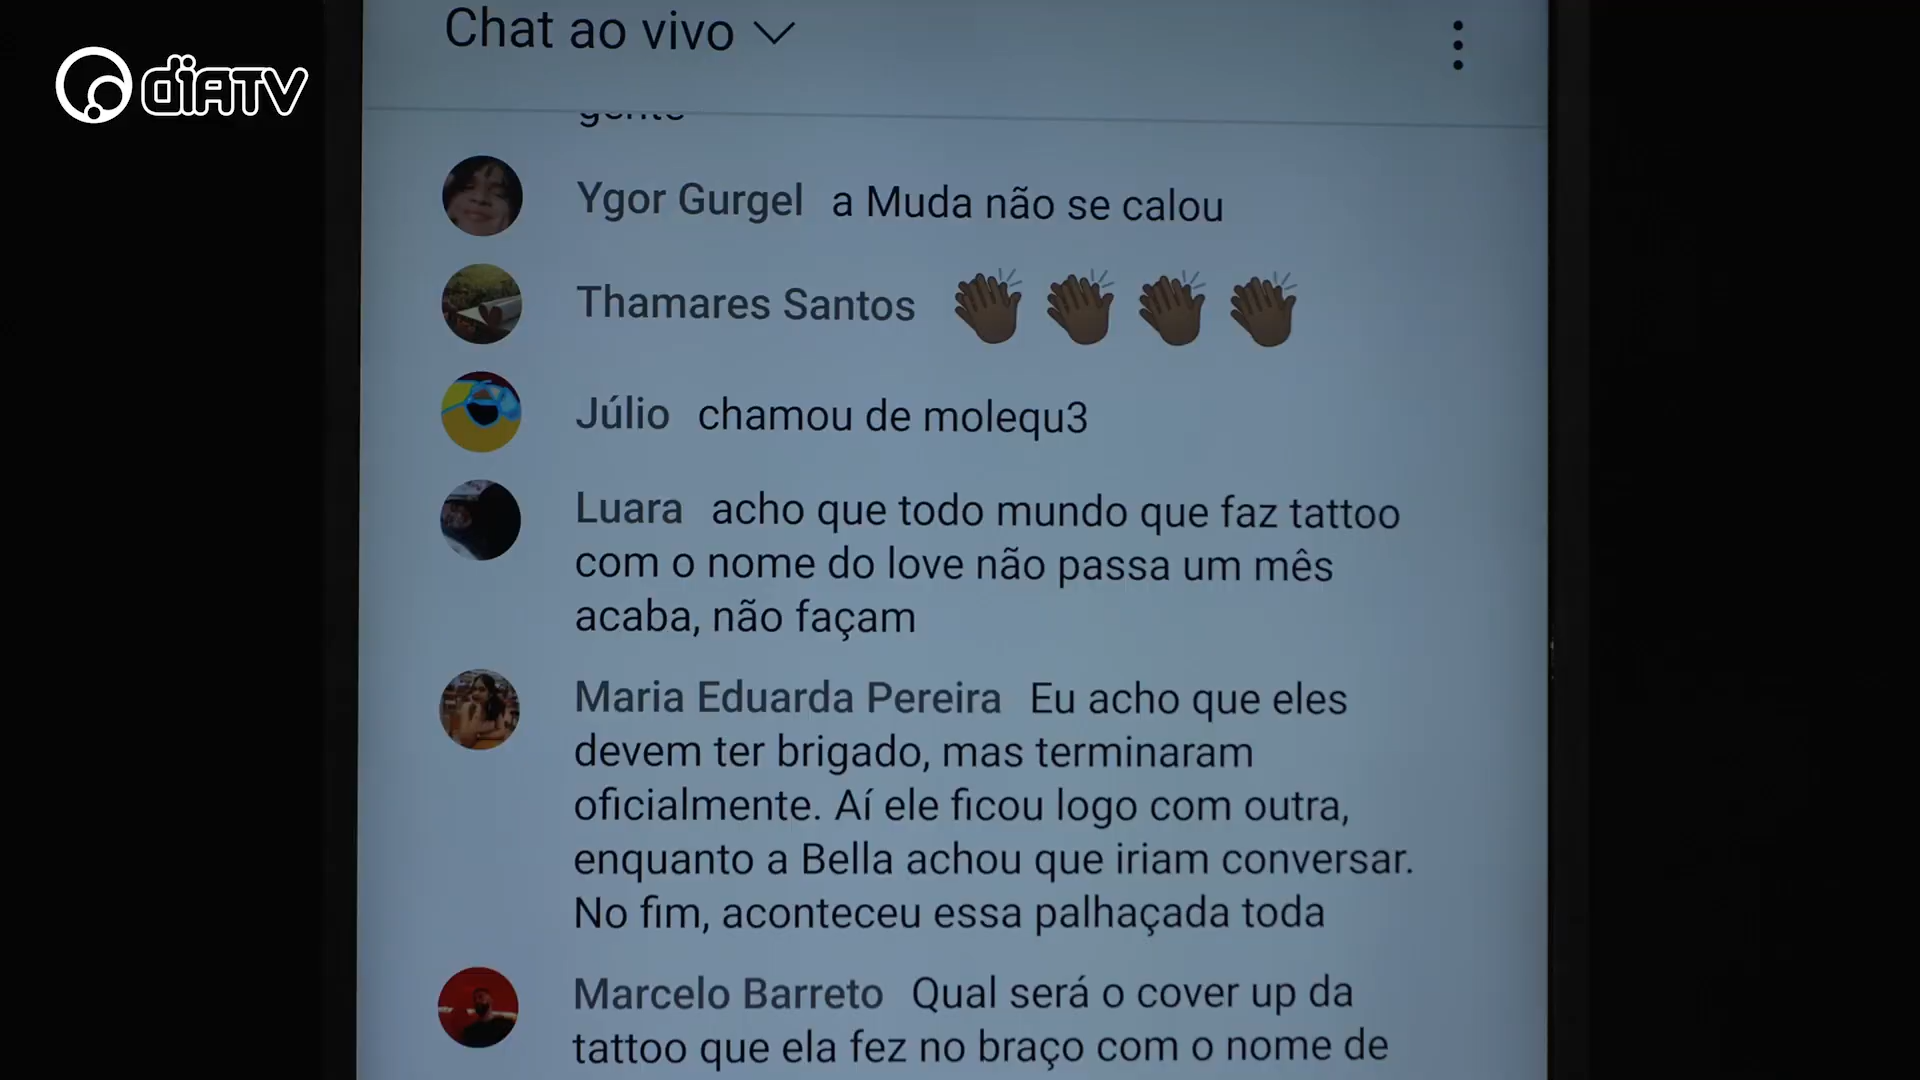 Chat ao vivo
diaTV
gente
Ygor Gurgel a Muda não se calou
Thamares Santos 👏🏾 👏🏾 👏🏾 👏🏾
Júlio chamou de molequ3
Luara acho que todo mundo que faz tattoo
com o nome do love não passa um mês
acaba, não façam
Maria Eduarda Pereira Eu acho que eles
devem ter brigado, mas terminaram
oficialmente. Aí ele ficou logo com outra,
enquanto a Bella achou que iriam conversar.
No fim, aconteceu essa palhaçada toda
Marcelo Barreto Qual será o cover up da
tattoo que ela fez no braço com o nome de